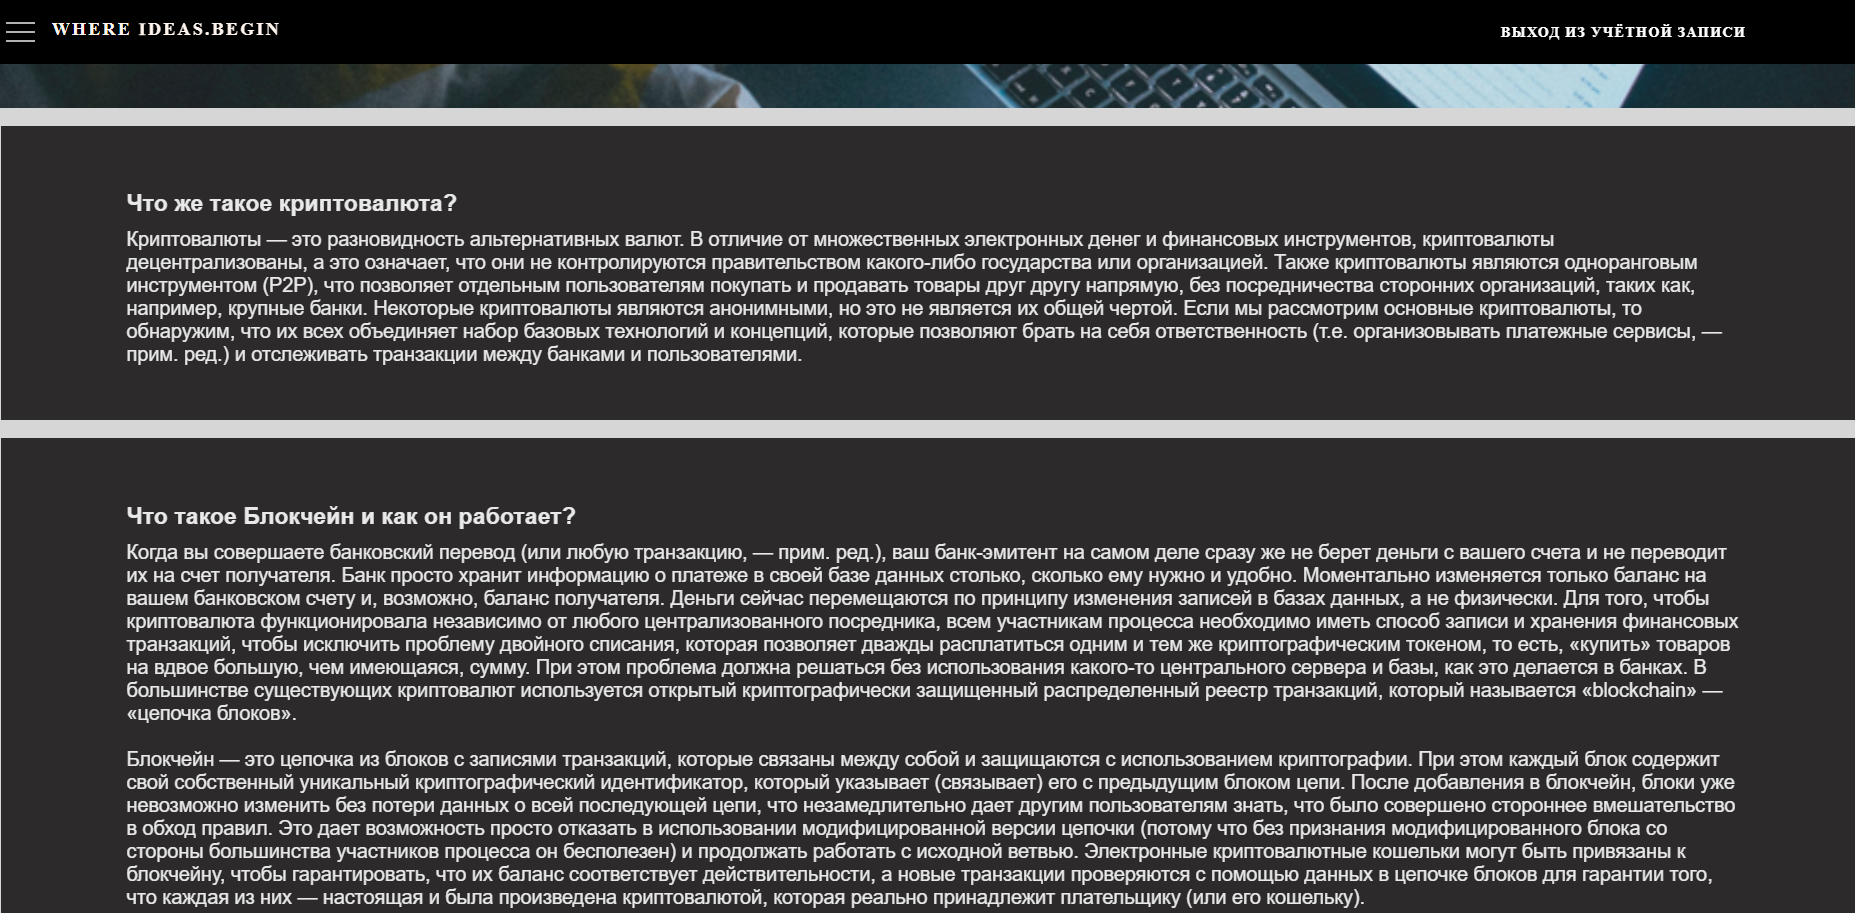 WHERE IDEAS.BEGIN
ВЫХОД ИЗ УЧЁТНОЙ ЗАПИСИ
Что же такое криптовалюта?
Криптовалюты — это разновидность альтернативных валют. В отличие от множественных электронных денег и финансовых инструментов, криптовалюты
децентрализованы, а это означает, что они не контролируются правительством какого-либо государства или организацией. Также криптовалюты являются одноранговым
инструментом (P2P), что позволяет отдельным пользователям покупать и продавать товары друг другу напрямую, без посредничества сторонних организаций, таких как,
например, крупные банки. Некоторые криптовалюты являются анонимными, но это не является их общей чертой. Если мы рассмотрим основные криптовалюты, то
обнаружим, что их всех объединяет набор базовых технологий и концепций, которые позволяют брать на себя ответственность (т.е. организовывать платежные сервисы, —
прим. ред.) и отслеживать транзакции между банками и пользователями.
Что такое Блокчейн и как он работает?
Когда вы совершаете банковский перевод (или любую транзакцию, — прим. ред.), ваш банк-эмитент на самом деле сразу же не берет деньги с вашего счета и не переводит
их на счет получателя. Банк просто хранит информацию о платеже в своей базе данных столько, сколько ему нужно и удобно. Моментально изменяется только баланс на
вашем банковском счету и, возможно, баланс получателя. Деньги сейчас перемещаются по принципу изменения записей в базах данных, а не физически. Для того, чтобы
криптовалюта функционировала независимо от любого централизованного посредника, всем участникам процесса необходимо иметь способ записи и хранения финансовых
транзакций, чтобы исключить проблему двойного списания, которая позволяет дважды расплатиться одним и тем же криптографическим токеном, то есть, «купить» товаров
на вдвое большую, чем имеющаяся, сумму. При этом проблема должна решаться без использования какого-то центрального сервера и базы, как это делается в банках. В
большинстве существующих криптовалют используется открытый криптографически защищенный распределенный реестр транзакций, который называется «blockchain» —
«цепочка блоков».
Блокчейн — это цепочка из блоков с записями транзакций, которые связаны между собой и защищаются с использованием криптографии. При этом каждый блок содержит
свой собственный уникальный криптографический идентификатор, который указывает (связывает) его с предыдущим блоком цепи. После добавления в блокчейн, блоки уже
невозможно изменить без потери данных о всей последующей цепи, что незамедлительно дает другим пользователям знать, что было совершено стороннее вмешательство
в обход правил. Это дает возможность просто отказать в использовании модифицированной версии цепочки (потому что без признания модифицированного блока со
стороны большинства участников процесса он бесполезен) и продолжать работать с исходной ветвью. Электронные криптовалютные кошельки могут быть привязаны к
блокчейну, чтобы гарантировать, что их баланс соответствует действительности, а новые транзакции проверяются с помощью данных в цепочке блоков для гарантии того,
что каждая из них — настоящая и была произведена криптовалютой, которая реально принадлежит плательщику (или его кошельку).